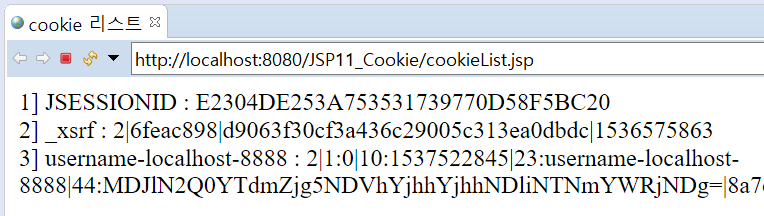 cookie 리스트
http://localhost:8080/JSP11_Cookie/cookieList.jsp
1] JSESSIONID : E2304DE253A753531739770D58F5BC20
2] _xsrf : 2|6feac898|d9063f30cf3a436c29005c313ea0dbdc|1536575863
3] username-localhost-8888 : 2|1:0|10:1537522845|23:username-localhost-
8888|44:MDJlN2Q0YTdmZjg5NDVhYjhhYjhhNDliNTNmYWRjNDg=|8a7